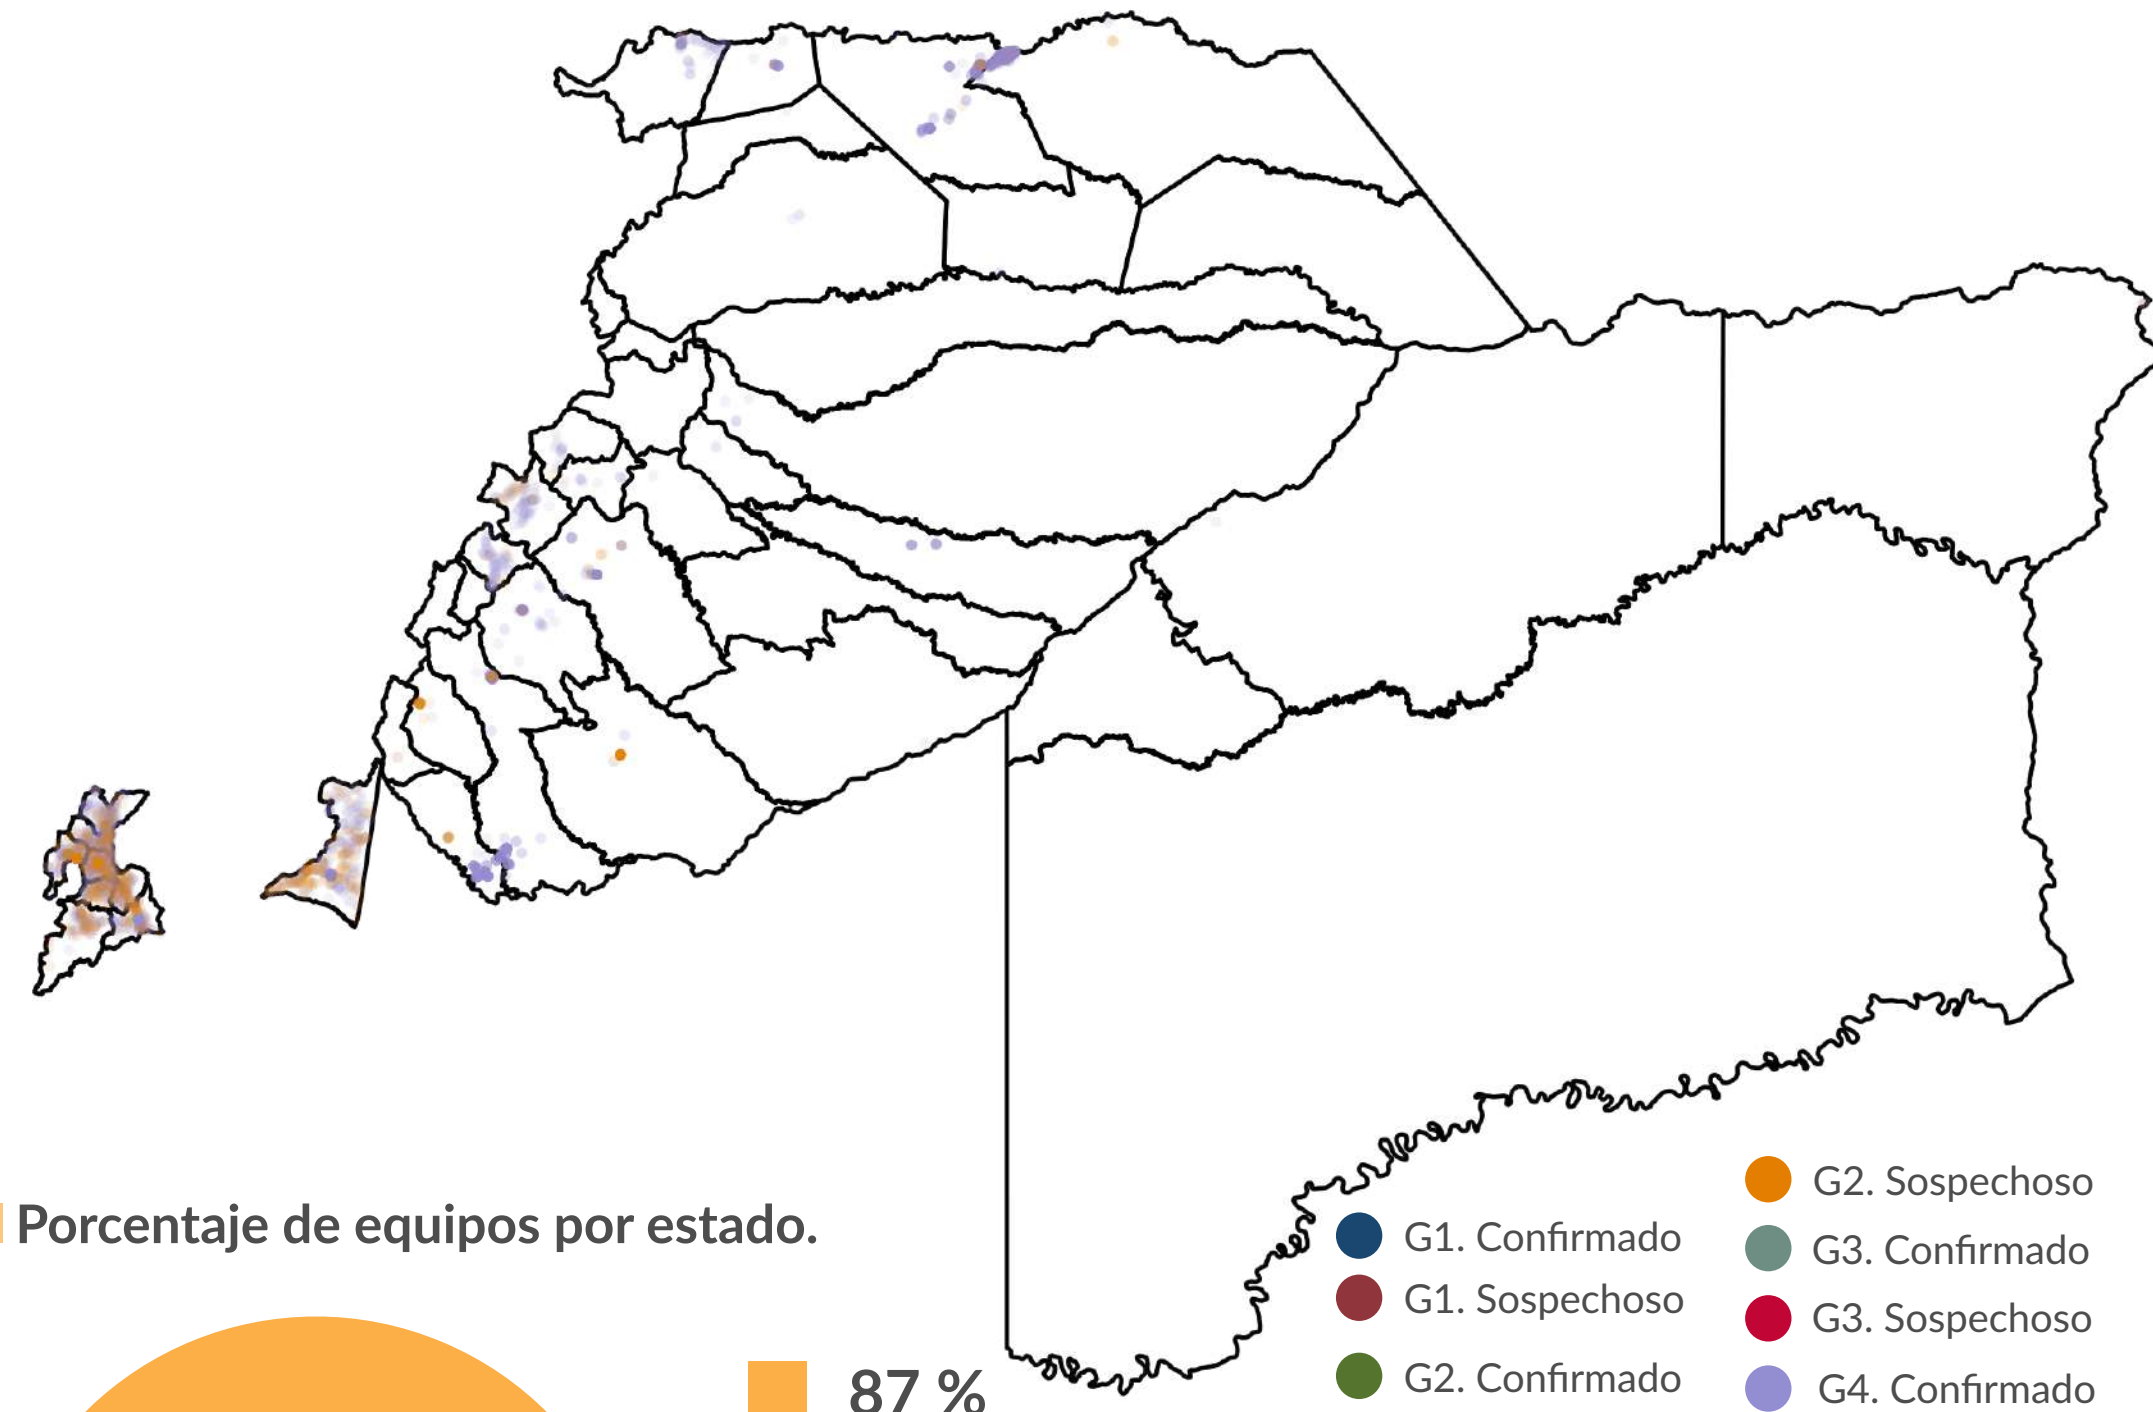 Porcentaje de equipos por estado.
87 %
G1. Confirmado
G1. Sospechoso
G2. Confirmado
G2. Sospechoso
G3. Confirmado
G3. Sospechoso
G4. Confirmado